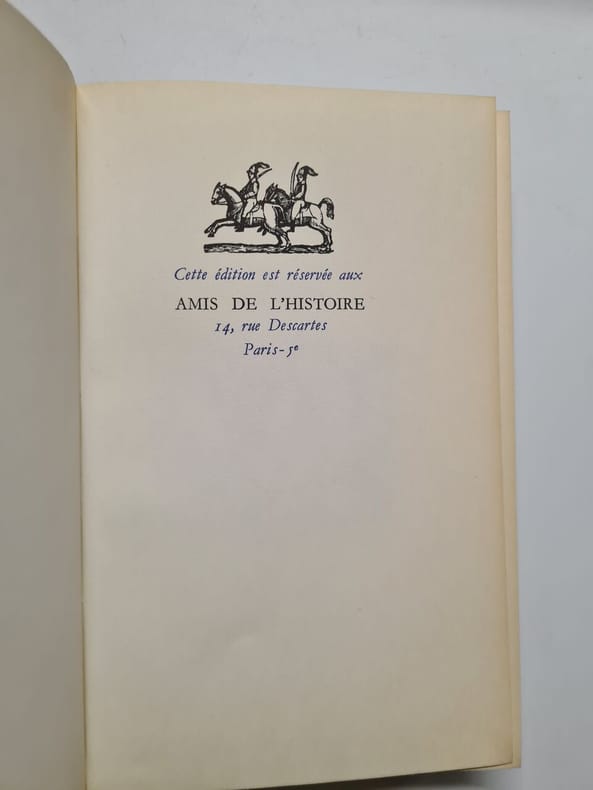 Cette édition est réservée aux
AMIS DE L'HISTOIRE
14, rue Descartes
Paris-5e